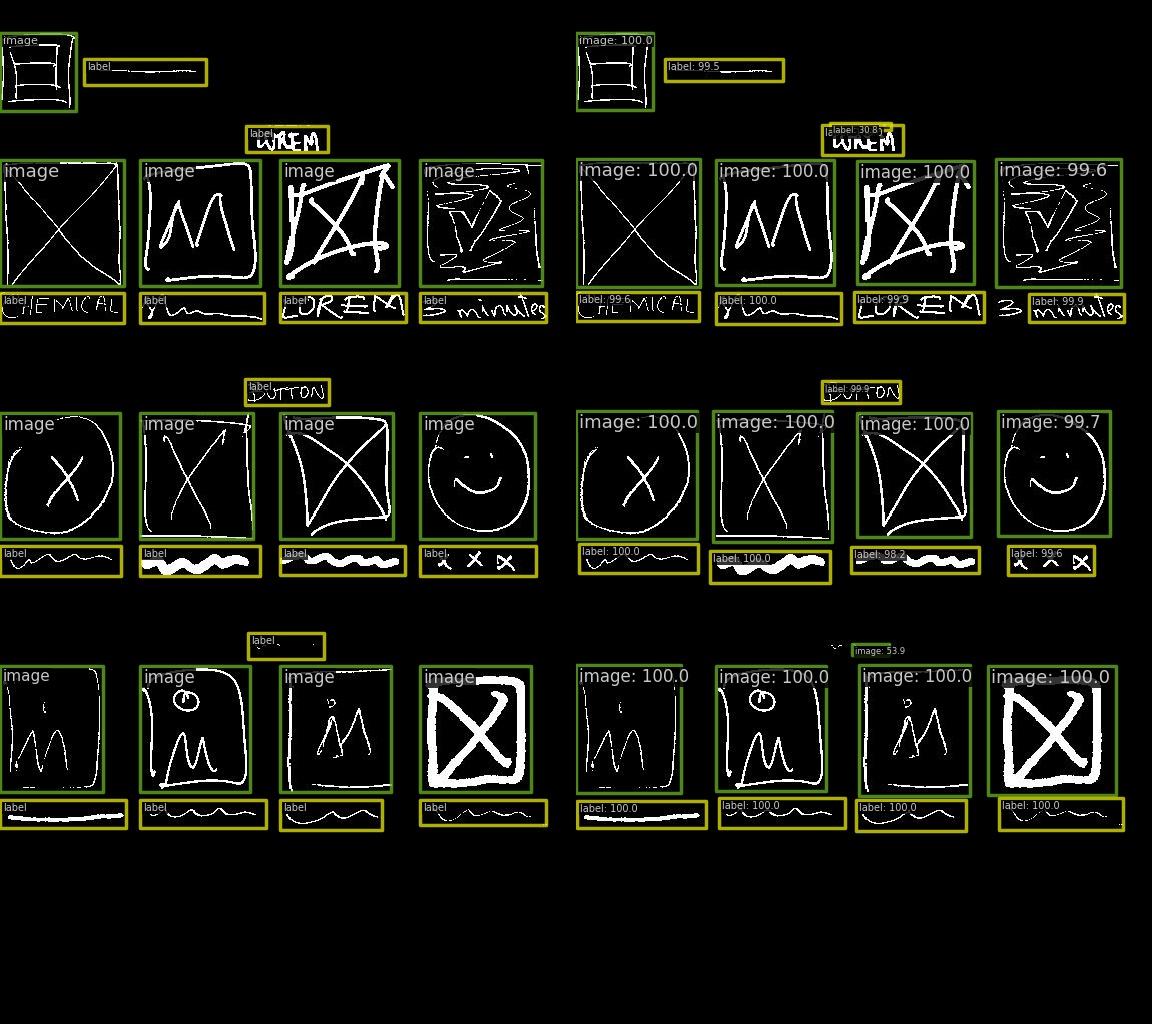 image image: 100.0
label label: 99.5
label label: 30.8
LOREM LOREM
image image image image image: 100.0 image: 100.0 image: 100.0 image: 99.6
label label label label label: 99.6 label: 100.0 label: 99.9 label: 99.9
CHEMICAL LOREM 3 minutes CHEMICAL LOREM 3 minutes
label label: 99.9
BUTTON BUTTON
image image image image image: 100.0 image: 100.0 image: 100.0 image: 99.7
label label label label label: 100.0 label: 100.0 label: 98.2 label: 99.6
x x x x x x
label image: 53.9
image image image image image: 100.0 image: 100.0 image: 100.0 image: 100.0
label label label label label: 100.0 label: 100.0 label: 100.0 label: 100.0